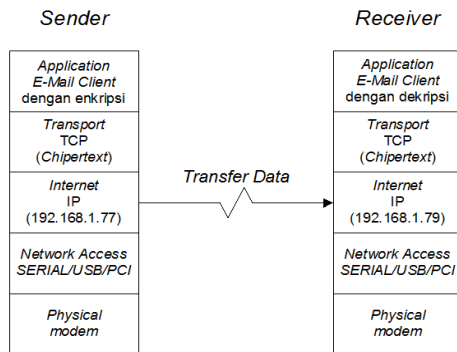 Sender
Application
E-Mail Client
dengan enkripsi
Transport
TCP
(Chipertext)
Internet
IP
(192.168.1.77)
Network Access
SERIAL/USB/PCI
Physical
modem
Transfer Data
Receiver
Application
E-Mail Client
dengan dekripsi
Transport
TCP
(Chipertext)
Internet
IP
(192.168.1.79)
Network Access
SERIAL/USB/PCI
Physical
modem